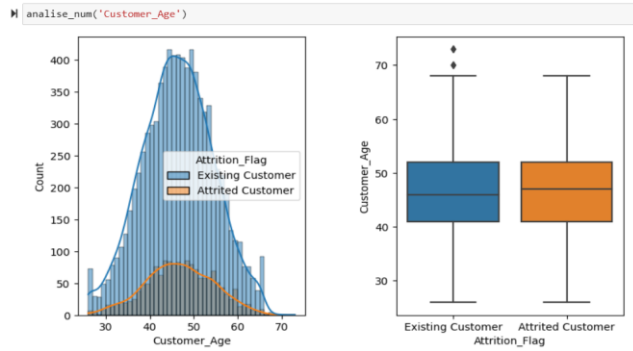 analise_num('Customer_Age')
400
350
300
250
200
150
100
50
0
Count
30
40
50
60
70
Customer_Age
Attrition_Flag
Existing Customer
Attrited Customer
70
60
50
40
30
Customer_Age
Existing Customer
Attrited Customer
Attrition_Flag